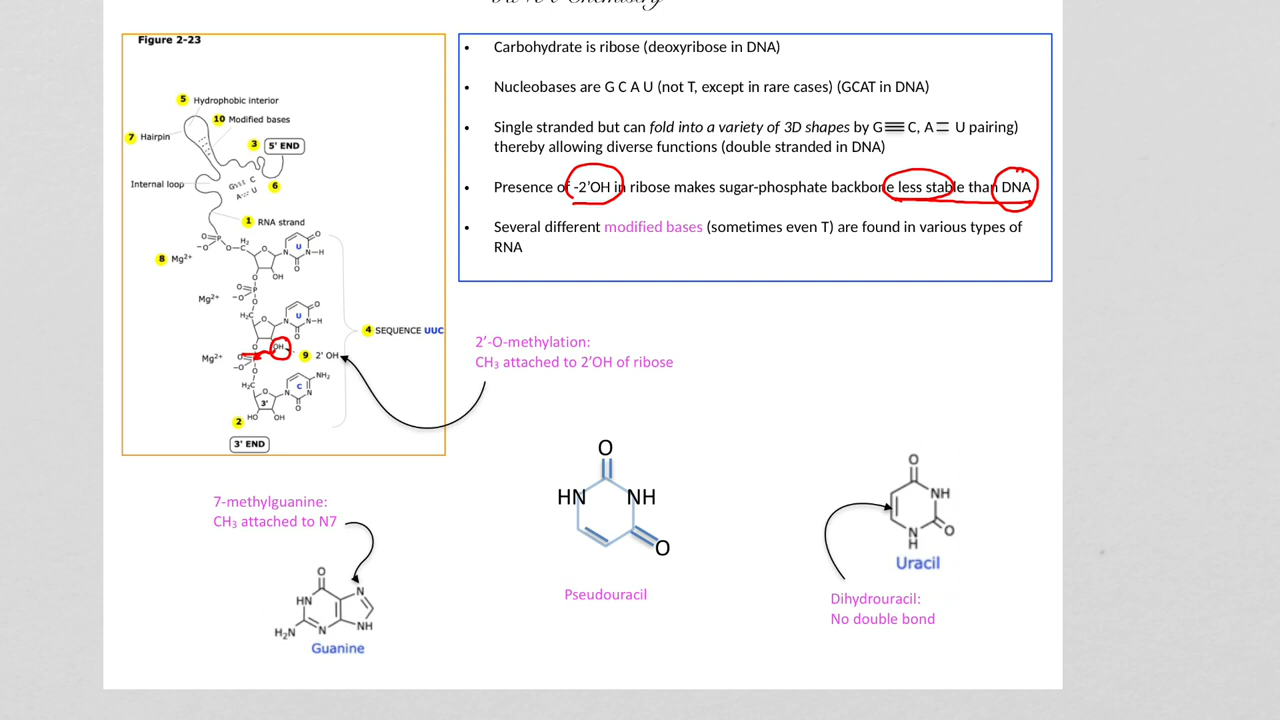 Figure 2-23
5 Hydrophobic interior
10 Modified bases
7 Hairpin
3 5' END
Internal loop
G C
A U
6
1 RNA strand
8 Mg2+
Mg2+
Mg2+
4 SEQUENCE UUC
9 2' OH
2
3' END
• Carbohydrate is ribose (deoxyribose in DNA)
• Nucleobases are G C A U (not T, except in rare cases) (GCAT in DNA)
• Single stranded but can fold into a variety of 3D shapes by G≡C, A= U pairing)
thereby allowing diverse functions (double stranded in DNA)
• Presence of -2'OH in ribose makes sugar-phosphate backbone less stable than DNA
• Several different modified bases (sometimes even T) are found in various types of
RNA
2'-O-methylation:
CH3 attached to 2'OH of ribose
7-methylguanine:
CH3 attached to N7
O
HN
N
NH
H2N
N
Guanine
O
HN NH
O
Pseudouracil
O
NH
N
H
O
Uracil
Dihydrouracil:
No double bond